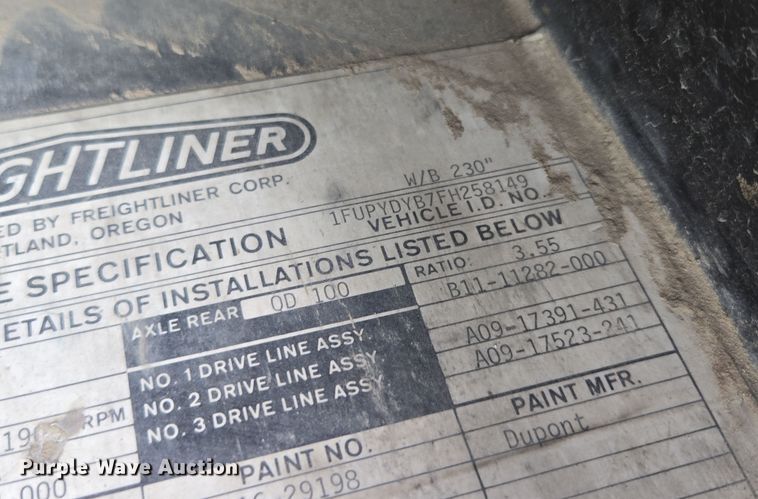 GHTLINER
ED BY FREIGHTLINER CORP. W/B 230"
TLAND, OREGON 1FUPYDYB7FH258149
E SPECIFICATION VEHICLE I.D. NO.
ETAILS OF INSTALLATIONS LISTED BELOW
AXLE REAR QD 100 RATIO: 3.55
NO. 1 DRIVE LINE ASSY B11-11282-000
NO. 2 DRIVE LINE ASSY A09-17391-431
NO. 3 DRIVE LINE ASSY A09-17523-241
190 RPM
PAINT NO. PAINT MFR.
000 29198 Dupont
Purple Wave Auction